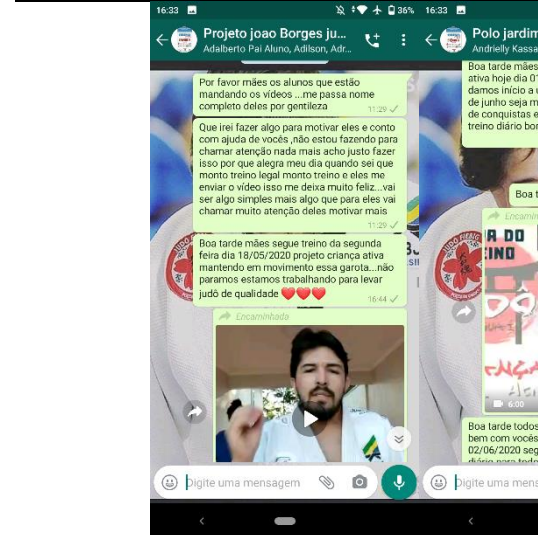 16:33
36%
Projeto joao Borges ju...
Adalberto Pai Aluno, Adilson, Adr...
Por favor mães os alunos que estão
mandando os vídeos ...me passa nome
completo deles por gentileza
11:29
Que irei fazer algo para motivar eles e conto
com ajuda de vocês ,não estou fazendo para
chamar atenção nada mais acho justo fazer
isso por que alegra meu dia quando sei que
monto treino legal monto treino e eles me
enviar o vídeo isso me deixa muito feliz...vai
ser algo simples mais algo que para eles vai
chamar muito atenção deles motivar mais
11:29
Boa tarde mães segue treino da segunda
feira dia 18/05/2020 projeto criança ativa
mantendo em movimento essa garota...não
paramos estamos trabalhando para levar
judô de qualidade ❤❤❤
16:44
Encaminhada
Digite uma mensagem
16:33
Polo jardim
Andrielly Kassa
Boa tarde mães
ativa hoje dia 01
damos início a u
de junho seja m
de conquistas e
treino diário bo
Boa t
Encamin
A DO
INO
6:00
Boa tarde todos
bem com vocês
02/06/2020 seg
diário para tod
Digite uma mens